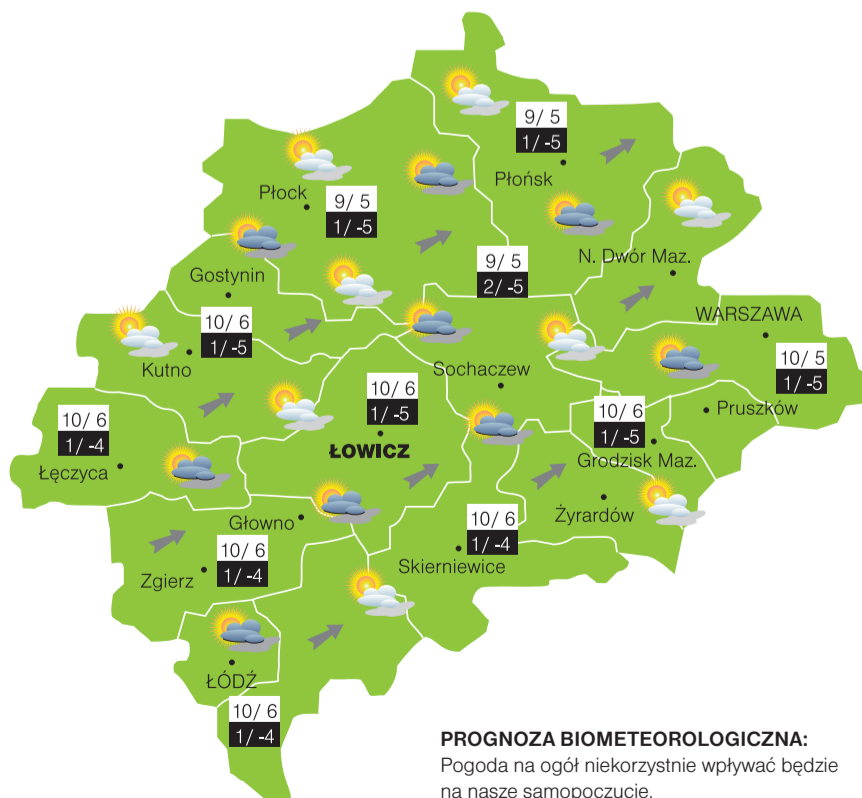 9/ 5
1/ -5
Płońsk
Płock
9/ 5
1/ -5
N. Dwór Maz.
9/ 5
2/ -5
Gostynin
WARSZAWA
10/ 6
1/ -5
Kutno
10/ 5
1/ -5
Sochaczew
10/ 6
1/ -5
ŁOWICZ
10/ 6
1/ -5
Pruszków
Grodzisk Maz.
10/ 6
1/ -4
Łęczyca
Żyrardów
Głowno
10/ 6
1/ -4
Skierniewice
10/ 6
1/ -4
Zgierz
ŁÓDŹ
10/ 6
1/ -4
PROGNOZA BIOMETEOROLOGICZNA:
Pogoda na ogół niekorzystnie wpływać będzie
na nasze samopoczucie.